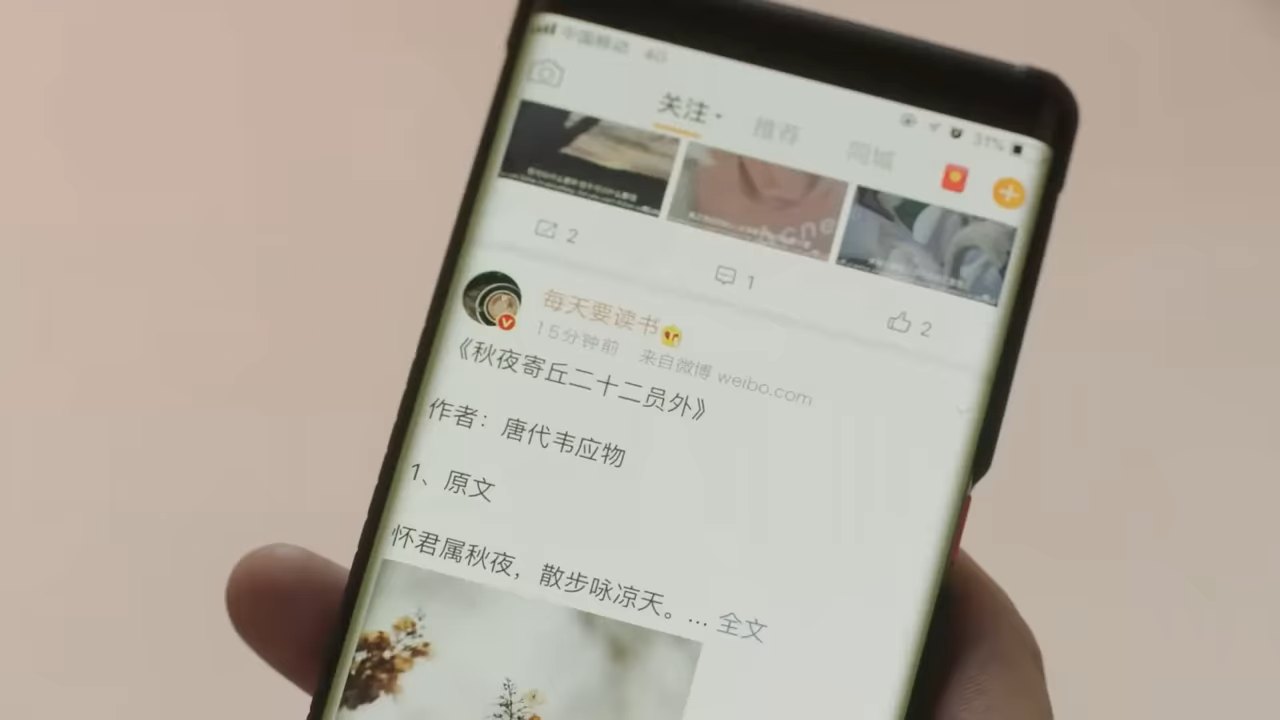 中国移动 4G
31%
关注
推荐
同城
Acne
2
1
2
每天要读书
15分钟前 来自微博 weibo.com
《秋夜寄丘二十二员外》
作者：唐代韦应物
1、原文
怀君属秋夜，散步咏凉天。... 全文